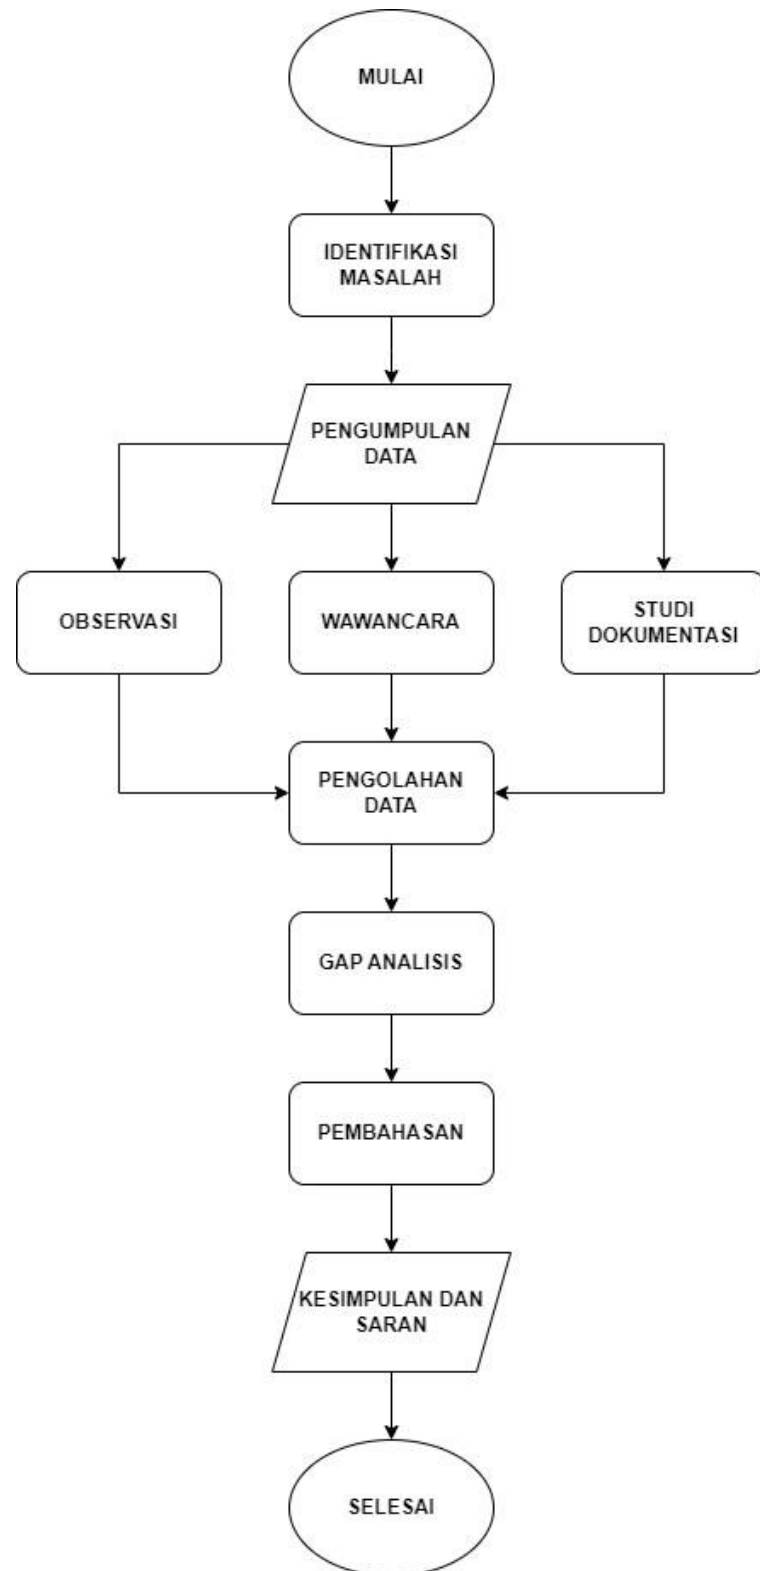 MULAI
IDENTIFIKASI
MASALAH
PENGUMPULAN
DATA
OBSERVASI
WAWANCARA
STUDI
DOKUMENTASI
PENGOLAHAN
DATA
GAP ANALISIS
PEMBAHASAN
KESIMPULAN DAN
SARAN
SELESAI